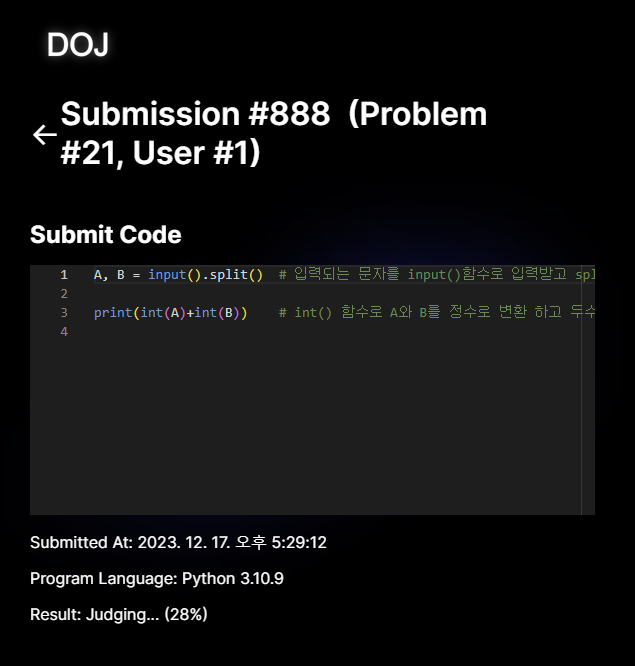 DOJ
← Submission #888 (Problem
#21, User #1)
Submit Code
1 A, B = input().split() # 입력되는 문자를 input()함수로 입력받고 spl
2
3 print(int(A)+int(B)) # int() 함수로 A와 B를 정수로 변환 하고 두수
4
Submitted At: 2023. 12. 17. 오후 5:29:12
Program Language: Python 3.10.9
Result: Judging... (28%)